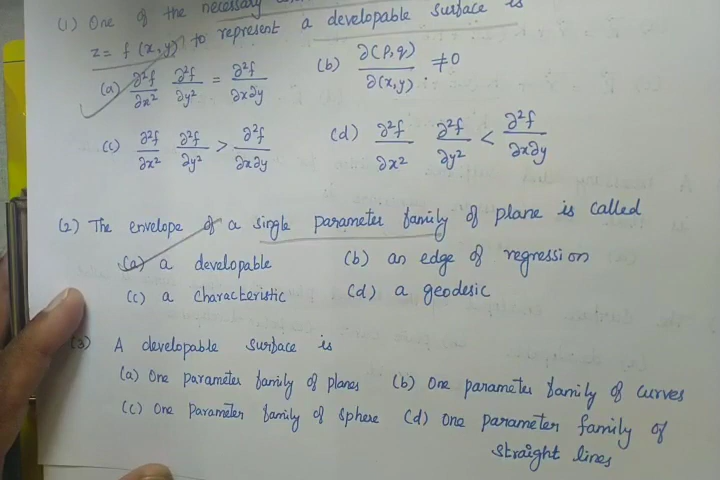 (1) One of the necessary
z = f(x,y) to represent a developable surface is
(a) ∂²f/∂x² ∂²f/∂y² = ∂²f/∂x∂y (b) ∂(p,q)/∂(x,y) ≠ 0
(c) ∂²f/∂x² ∂²f/∂y² > ∂²f/∂x∂y (d) ∂²f/∂x² ∂²f/∂y² < ∂²f/∂x∂y
(2) The envelope of a single parameter family of plane is called
(a) a developable (b) an edge of regression
(c) a characteristic (d) a geodesic
(3) A developable surface is
(a) One parameter family of planes (b) One parameter family of curves
(c) One parameter family of sphere (d) One parameter family of
straight lines